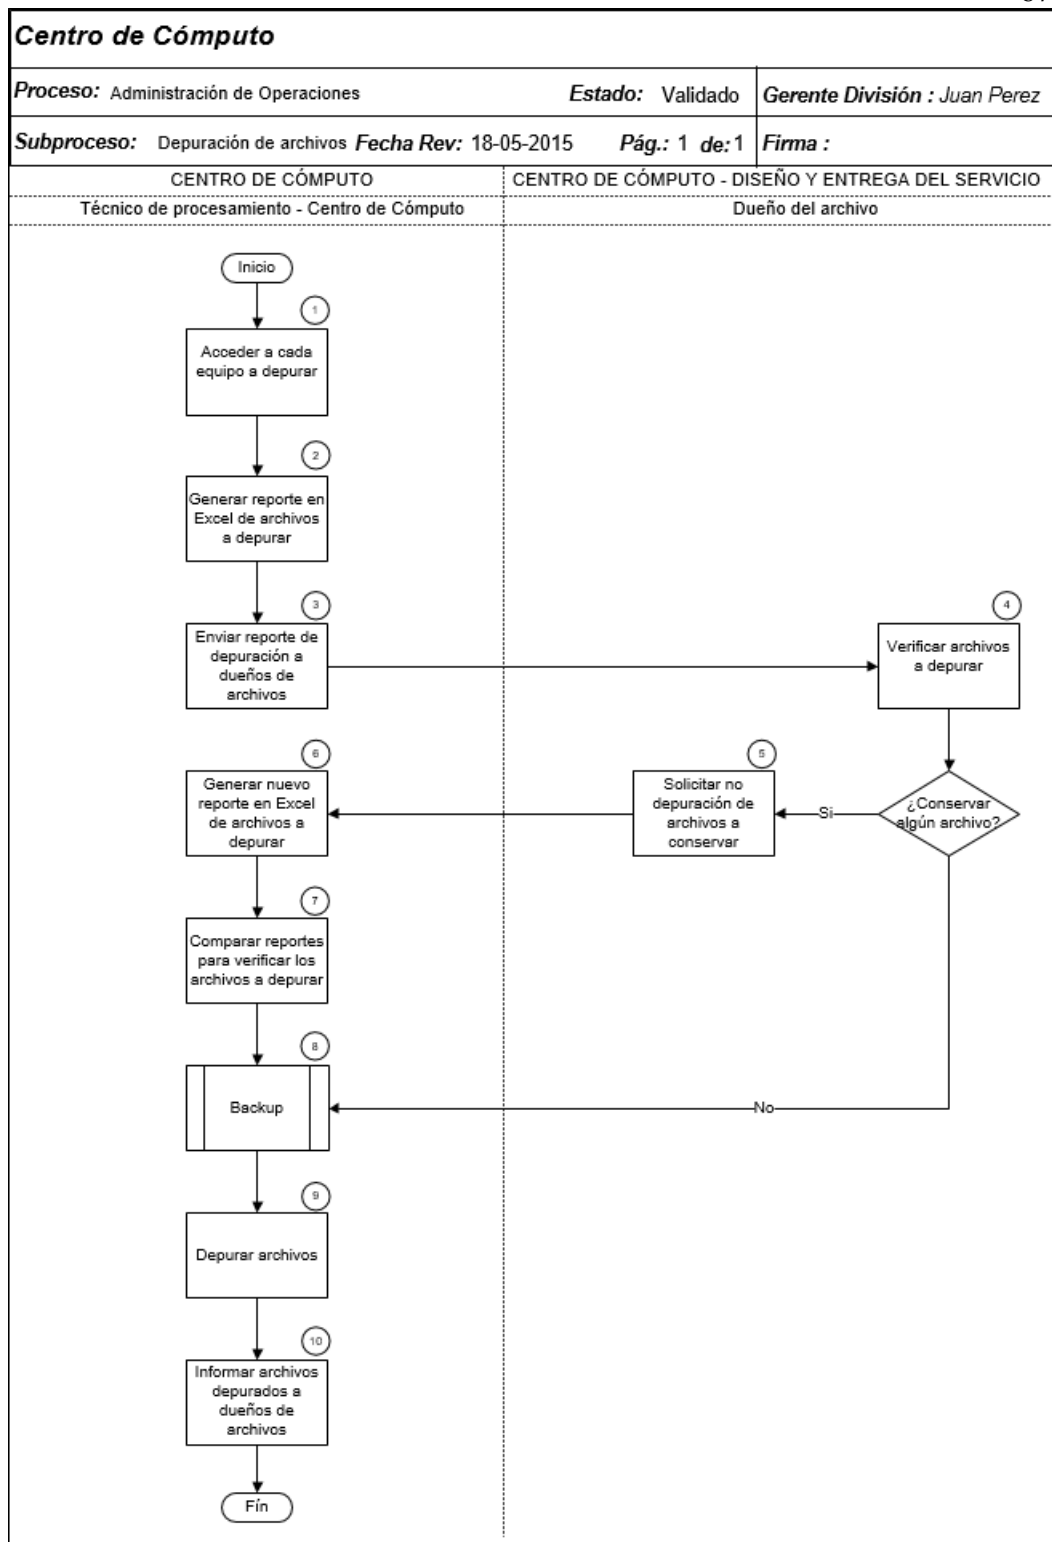 Centro de Cómputo
Proceso: Administración de Operaciones Estado: Validado Gerente División : Juan Perez
Subproceso: Depuración de archivos Fecha Rev: 18-05-2015 Pág.: 1 de: 1 Firma :
CENTRO DE CÓMPUTO CENTRO DE CÓMPUTO - DISEÑO Y ENTREGA DEL SERVICIO
Técnico de procesamiento - Centro de Cómputo Dueño del archivo
Inicio
1
Acceder a cada
equipo a depurar
2
Generar reporte en
Excel de archivos
a depurar
3
Enviar reporte de
depuración a
dueños de
archivos
4
Verificar archivos
a depurar
¿Conservar
algún archivo?
Si
5
Solicitar no
depuración de
archivos a
conservar
6
Generar nuevo
reporte en Excel
de archivos a
depurar
7
Comparar reportes
para verificar los
archivos a depurar
8
Backup
No
9
Depurar archivos
10
Informar archivos
depurados a
dueños de
archivos
Fín